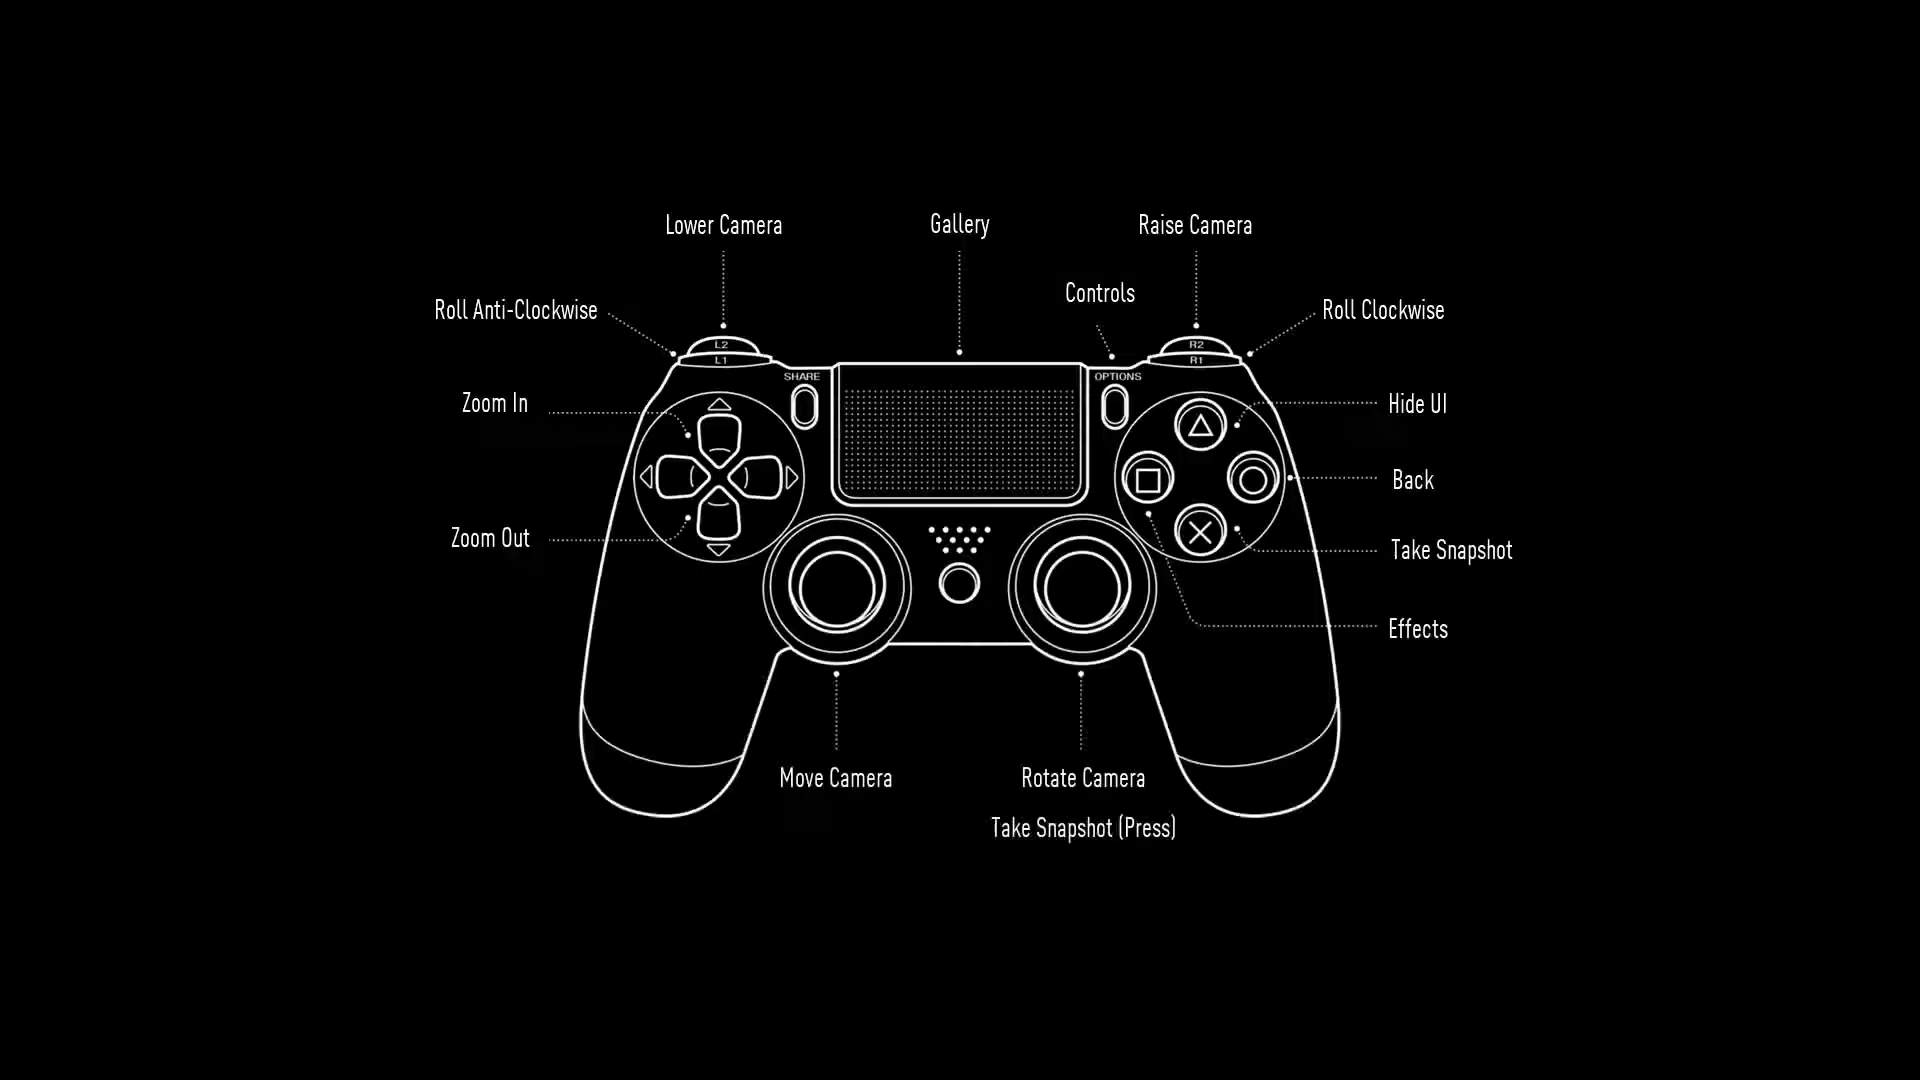 Lower Camera
Gallery
Raise Camera
Controls
Roll Anti-Clockwise
Roll Clockwise
L2
R2
L1
R1
SHARE
OPTIONS
Zoom In
Hide UI
Back
Zoom Out
Take Snapshot
Effects
Move Camera
Rotate Camera
Take Snapshot (Press)